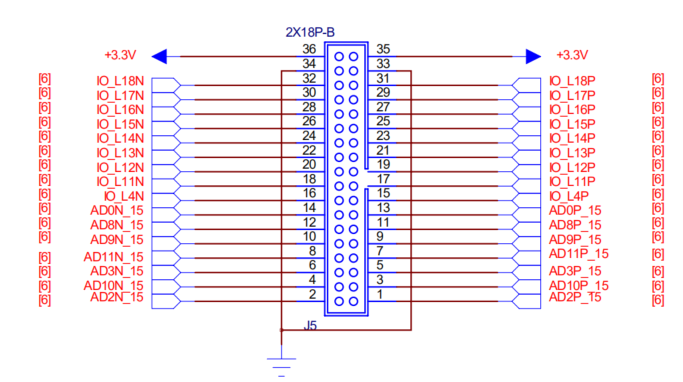 2X18P-B
+3.3V 36 35 +3.3V
34 33
[6] IO_L18N 32 31 IO_L18P [6]
[6] IO_L17N 30 29 IO_L17P [6]
[6] IO_L16N 28 27 IO_L16P [6]
[6] IO_L15N 26 25 IO_L15P [6]
[6] IO_L14N 24 23 IO_L14P [6]
[6] IO_L13N 22 21 IO_L13P [6]
[6] IO_L12N 20 19 IO_L12P [6]
[6] IO_L11N 18 17 IO_L11P [6]
[6] IO_L4N 16 15 IO_L4P [6]
[6] AD0N_15 14 13 AD0P_15 [6]
[6] AD8N_15 12 11 AD8P_15 [6]
[6] AD9N_15 10 9 AD9P_15 [6]
[6] AD11N_15 8 7 AD11P_15 [6]
[6] AD3N_15 6 5 AD3P_15 [6]
[6] AD10N_15 4 3 AD10P_15 [6]
[6] AD2N_15 2 1 AD2P_15 [6]
J5